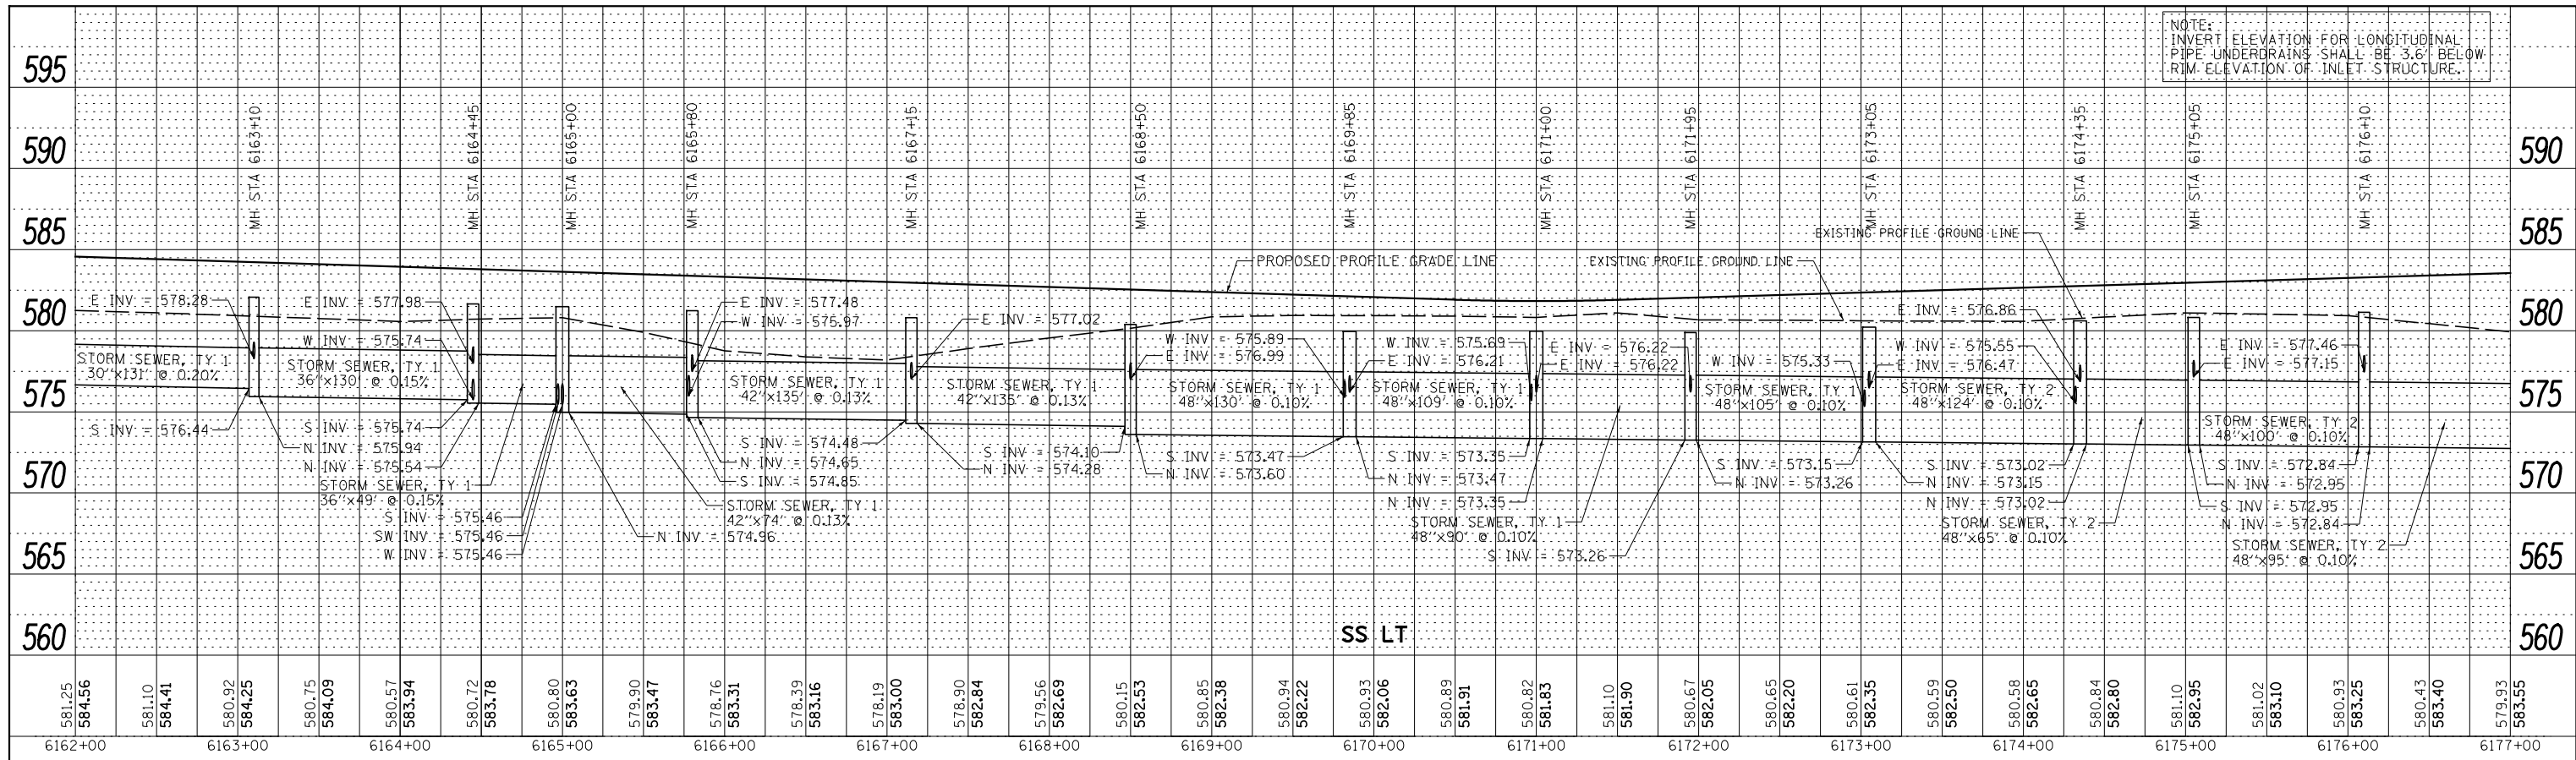 NOTE:
INVERT ELEVATION FOR LONGITUDINAL
PIPE UNDERDRAINS SHALL BE 3.6' BELOW
RIM ELEVATION OF INLET STRUCTURE.
595
590
585
580
575
570
565
560
590
585
580
575
570
565
560
MH STA 6163+10
MH STA 6164+45
MH STA 6165+00
MH STA 6165+80
MH STA 6167+15
MH STA 6168+50
MH STA 6169+85
MH STA 6171+00
MH STA 6171+95
MH STA 6173+05
MH STA 6174+35
MH STA 6175+05
MH STA 6176+10
PROPOSED PROFILE GRADE LINE
EXISTING PROFILE GROUND LINE
EXISTING PROFILE GROUND LINE
E INV = 578.28
STORM SEWER, TY 1
30"×131' @ 0.20%
S INV = 576.44
N INV = 575.94
E INV = 577.98
W INV = 575.74
STORM SEWER, TY 1
36"×130' @ 0.15%
S INV = 575.74
N INV = 575.54
STORM SEWER, TY 1
36"×49' @ 0.15%
S INV = 575.46
SW INV = 575.46
W INV = 575.46
N INV = 574.96
E INV = 577.48
W INV = 575.97
STORM SEWER, TY 1
42"×135' @ 0.13%
S INV = 574.48
N INV = 574.65
S INV = 574.85
STORM SEWER, TY 1
42"×74' @ 0.13%
E INV = 577.02
STORM SEWER, TY 1
42"×135' @ 0.13%
S INV = 574.10
N INV = 574.28
W INV = 575.89
E INV = 576.99
E INV = 576.21
STORM SEWER, TY 1
48"×130' @ 0.10%
S INV = 573.47
N INV = 573.60
N INV = 573.47
W INV = 575.69
STORM SEWER, TY 1
48"×109' @ 0.10%
S INV = 573.35
N INV = 573.35
E INV = 576.22
E INV = 576.22
STORM SEWER, TY 1
48"×90' @ 0.10%
S INV = 573.26
W INV = 575.33
STORM SEWER, TY 1
48"×105' @ 0.10%
S INV = 573.15
N INV = 573.26
E INV = 576.86
W INV = 575.55
E INV = 576.47
STORM SEWER, TY 2
48"×124' @ 0.10%
S INV = 573.02
N INV = 573.15
N INV = 573.02
STORM SEWER, TY 2
48"×65' @ 0.10%
E INV = 577.46
E INV = 577.15
STORM SEWER, TY 2
48"×100' @ 0.10%
S INV = 572.84
N INV = 572.95
S INV = 572.95
N INV = 572.84
STORM SEWER, TY 2
48"×95' @ 0.10%
SS LT
581.25 584.56
581.10 584.41
580.92 584.25
580.75 584.09
580.57 583.94
580.72 583.78
580.80 583.63
579.90 583.47
578.76 583.31
578.39 583.16
578.19 583.00
578.90 582.84
579.56 582.69
580.15 582.53
580.85 582.38
580.94 582.22
580.93 582.06
580.89 581.91
580.82 581.83
581.10 581.90
580.67 582.05
580.65 582.20
580.61 582.35
580.59 582.50
580.58 582.65
580.84 582.80
581.10 582.95
581.02 583.10
580.93 583.25
580.43 583.40
579.93 583.55
6162+00
6163+00
6164+00
6165+00
6166+00
6167+00
6168+00
6169+00
6170+00
6171+00
6172+00
6173+00
6174+00
6175+00
6176+00
6177+00